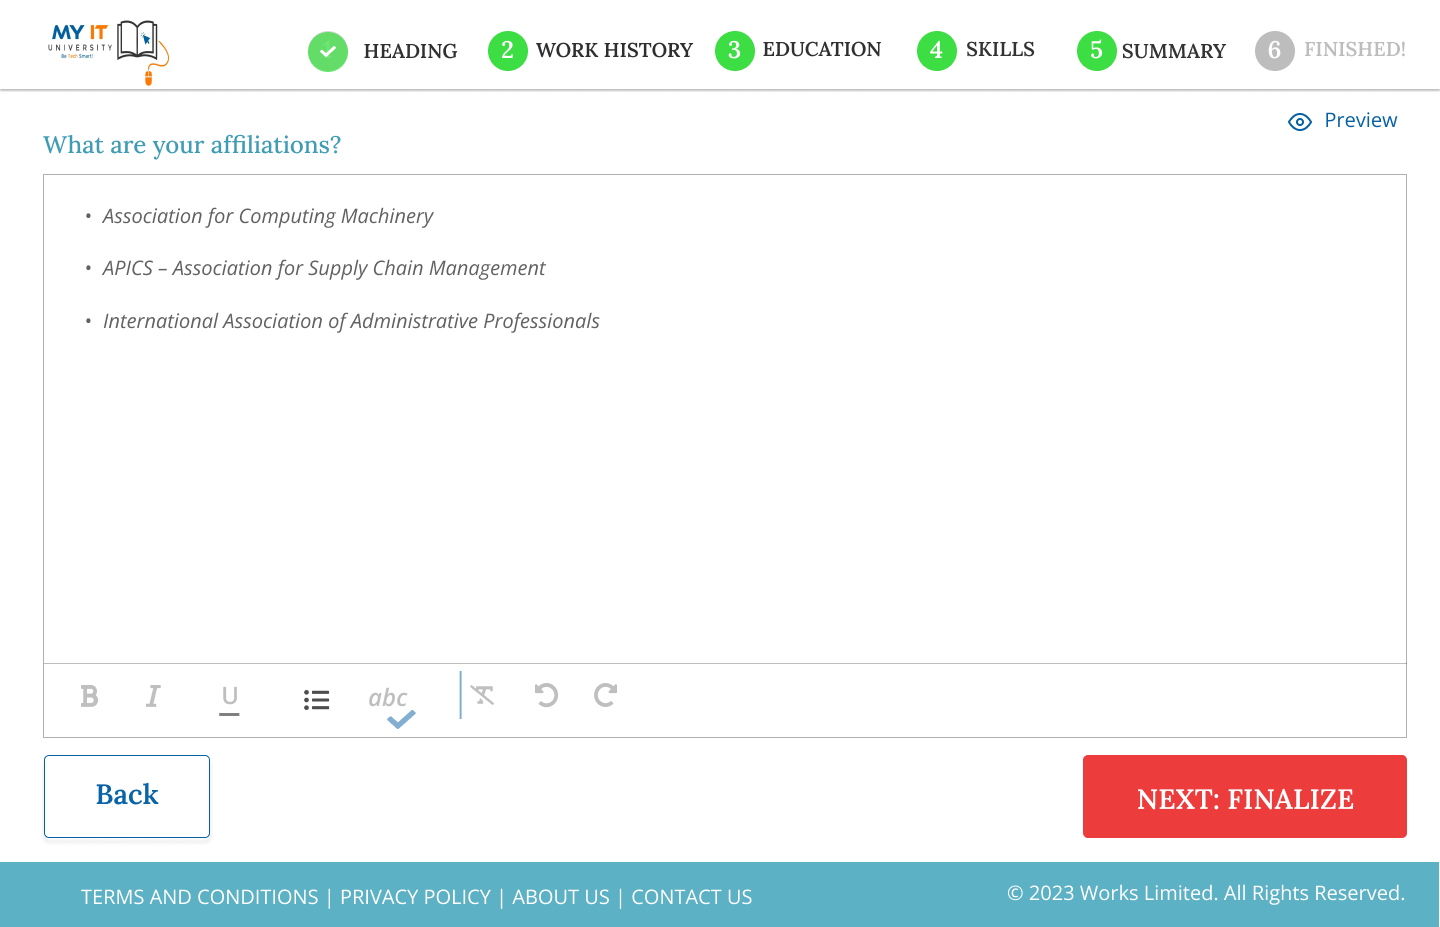 MY IT
UNIVERSITY
Be Tech Smart!
HEADING
2 WORK HISTORY
3 EDUCATION
4 SKILLS
5 SUMMARY
6 FINISHED!
Preview
What are your affiliations?
• Association for Computing Machinery
• APICS – Association for Supply Chain Management
• International Association of Administrative Professionals
B I U abc
Back
NEXT: FINALIZE
TERMS AND CONDITIONS | PRIVACY POLICY | ABOUT US | CONTACT US
© 2023 Works Limited. All Rights Reserved.